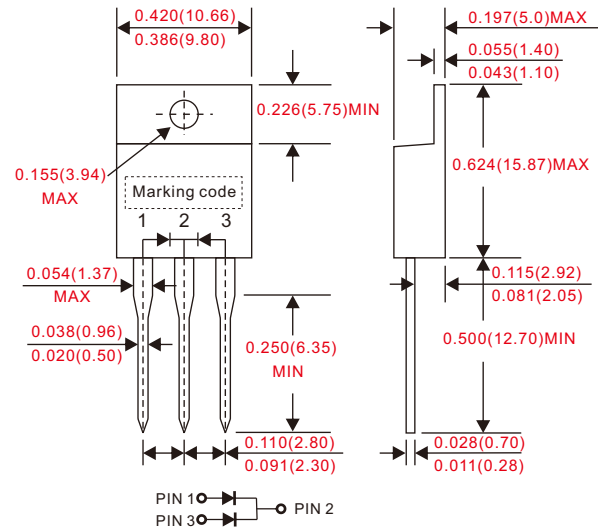 0.420(10.66)
0.386(9.80)
0.197(5.0)MAX
0.055(1.40)
0.043(1.10)
0.226(5.75)MIN
0.155(3.94)
MAX
0.624(15.87)MAX
Marking code
1 2 3
0.054(1.37)
MAX
0.115(2.92)
0.081(2.05)
0.038(0.96)
0.020(0.50)
0.250(6.35)
MIN
0.500(12.70)MIN
0.110(2.80)
0.091(2.30)
0.028(0.70)
0.011(0.28)
PIN 1
PIN 2
PIN 3